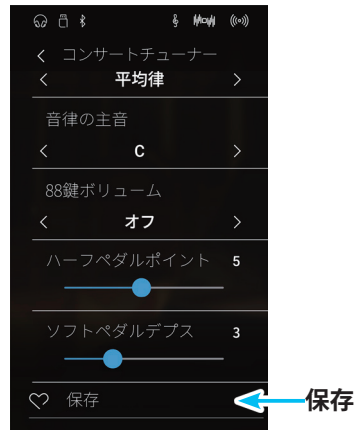 コンサートチューナー
平均律
音律の主音
C
88鍵ボリューム
オフ
ハーフペダルポイント 5
ソフトペダルデプス 3
保存
保存